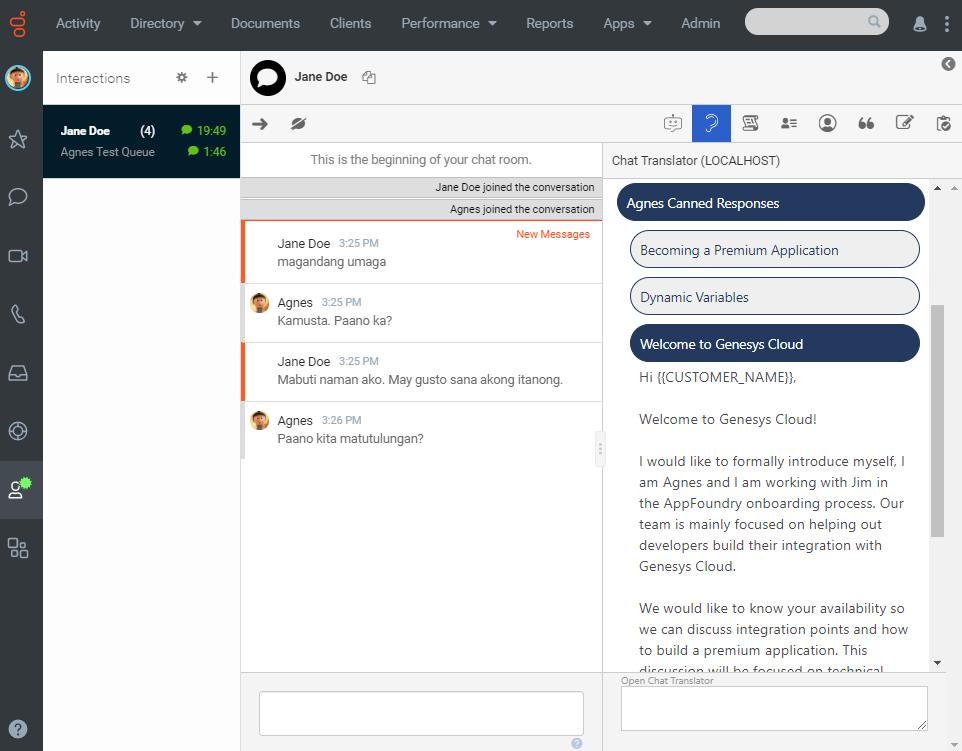 Activity Directory Documents Clients Performance Reports Apps Admin
Interactions
Jane Doe
Jane Doe (4) 19:49
Agnes Test Queue 1:46
This is the beginning of your chat room.
Jane Doe joined the conversation
Agnes joined the conversation
New Messages
Jane Doe 3:25 PM
magandang umaga
Agnes 3:25 PM
Kamusta. Paano ka?
Jane Doe 3:25 PM
Mabuti naman ako. May gusto sana akong itanong.
Agnes 3:26 PM
Paano kita matutulungan?
Chat Translator (LOCALHOST)
Agnes Canned Responses
Becoming a Premium Application
Dynamic Variables
Welcome to Genesys Cloud
Hi {{CUSTOMER_NAME}},
Welcome to Genesys Cloud!
I would like to formally introduce myself, I
am Agnes and I am working with Jim in
the AppFoundry onboarding process. Our
team is mainly focused on helping out
developers build their integration with
Genesys Cloud.
We would like to know your availability so
we can discuss integration points and how
to build a premium application. This
discussion will be focused on technical
Open Chat Translator